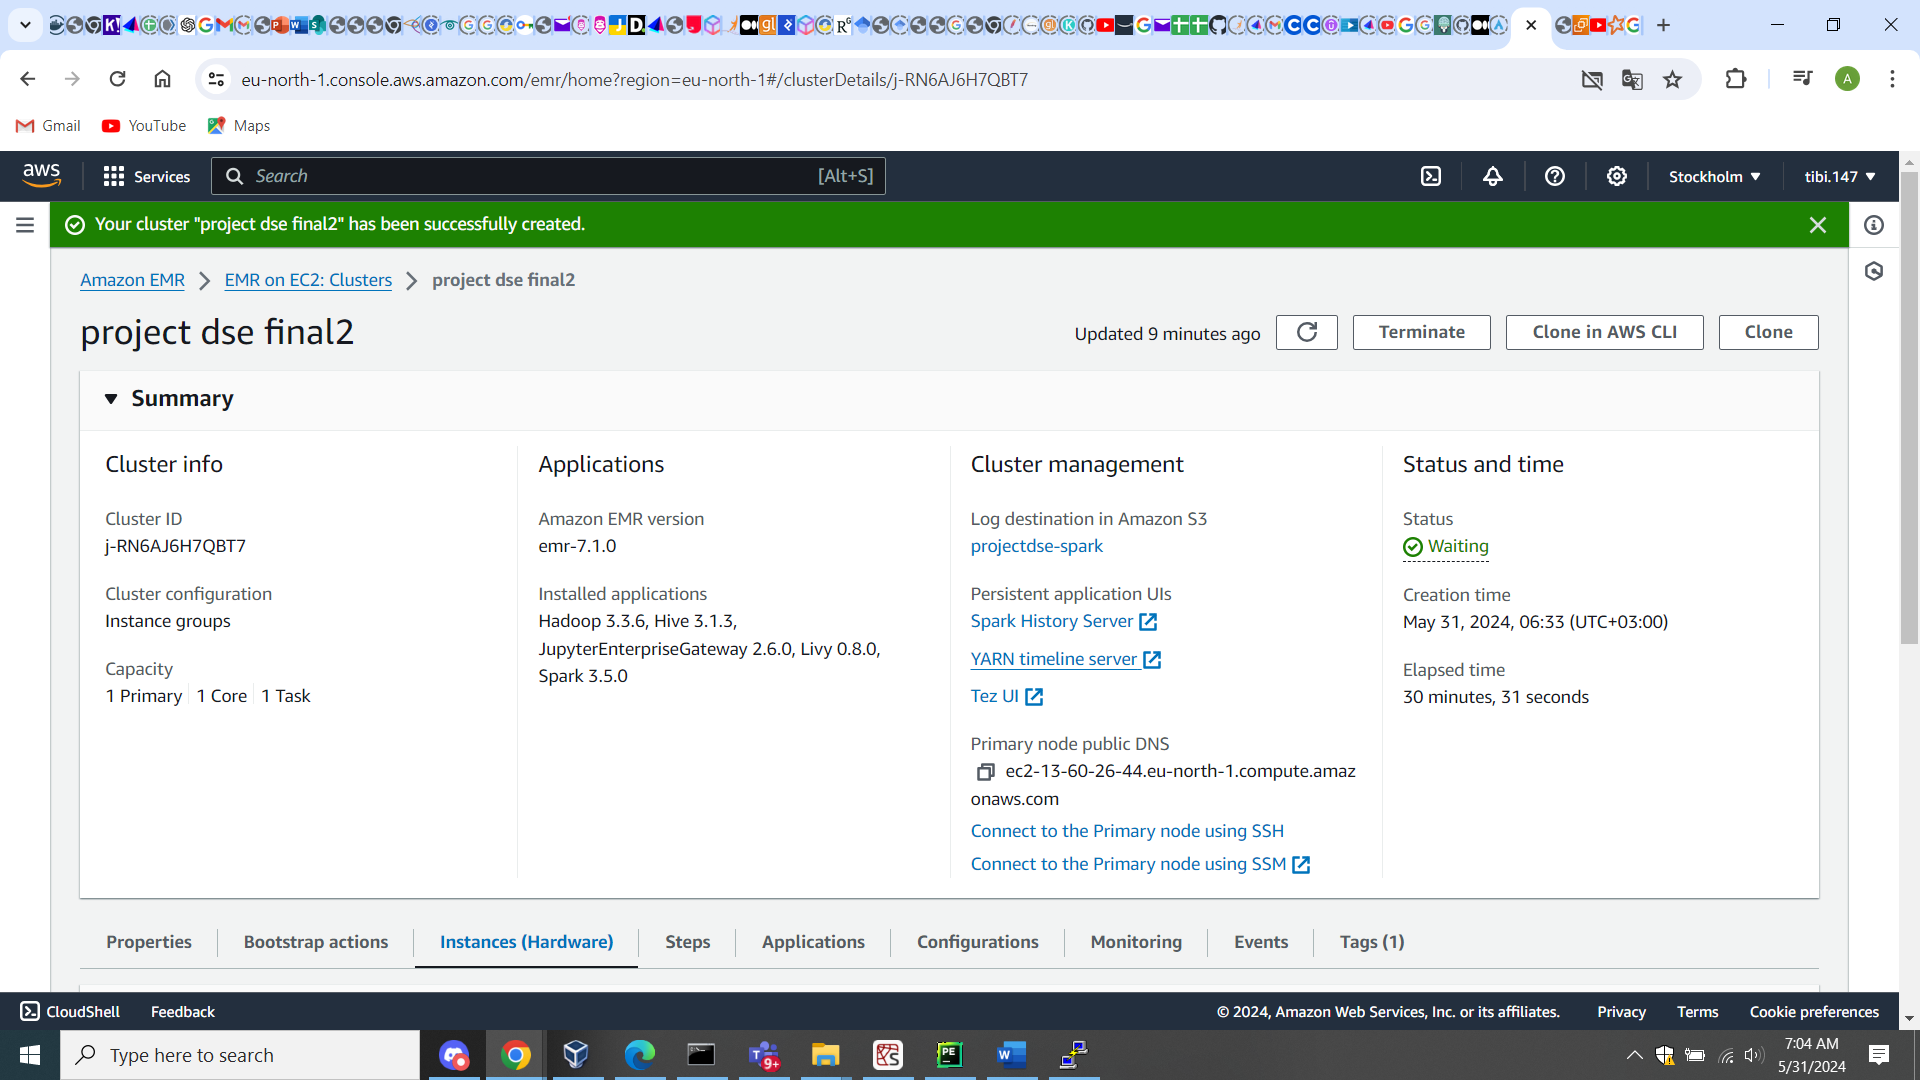 eu-north-1.console.aws.amazon.com/emr/home?region=eu-north-1#/clusterDetails/j-RN6AJ6H7QBT7
A
Gmail YouTube Maps
aws Services Search [Alt+S] Stockholm tibi.147
Your cluster "project dse final2" has been successfully created.
Amazon EMR EMR on EC2: Clusters project dse final2
project dse final2
Updated 9 minutes ago Terminate Clone in AWS CLI Clone
Summary
Cluster info
Cluster ID
j-RN6AJ6H7QBT7
Cluster configuration
Instance groups
Capacity
1 Primary 1 Core 1 Task
Applications
Amazon EMR version
emr-7.1.0
Installed applications
Hadoop 3.3.6, Hive 3.1.3,
JupyterEnterpriseGateway 2.6.0, Livy 0.8.0,
Spark 3.5.0
Cluster management
Log destination in Amazon S3
projectdse-spark
Persistent application UIs
Spark History Server
YARN timeline server
Tez UI
Primary node public DNS
ec2-13-60-26-44.eu-north-1.compute.amaz
onaws.com
Connect to the Primary node using SSH
Connect to the Primary node using SSM
Status and time
Status
Waiting
Creation time
May 31, 2024, 06:33 (UTC+03:00)
Elapsed time
30 minutes, 31 seconds
Properties Bootstrap actions Instances (Hardware) Steps Applications Configurations Monitoring Events Tags (1)
CloudShell Feedback © 2024, Amazon Web Services, Inc. or its affiliates. Privacy Terms Cookie preferences
Type here to search
9+
PE
W
7:04 AM
5/31/2024